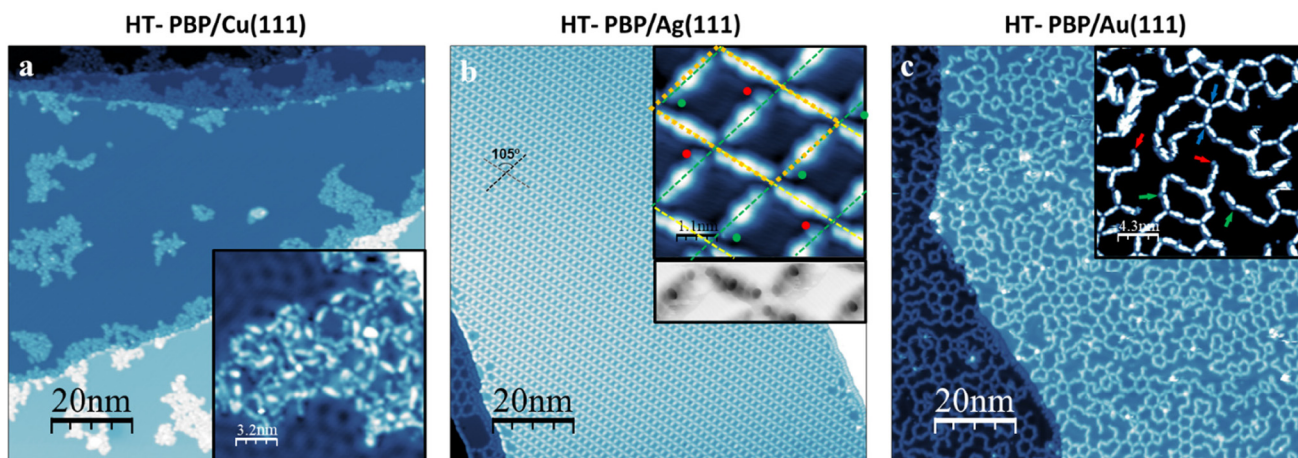 HT- PBP/Cu(111)
HT- PBP/Ag(111)
HT- PBP/Au(111)
a
20nm
3.2nm
b
105º
1.1nm
20nm
c
4.3nm
20nm